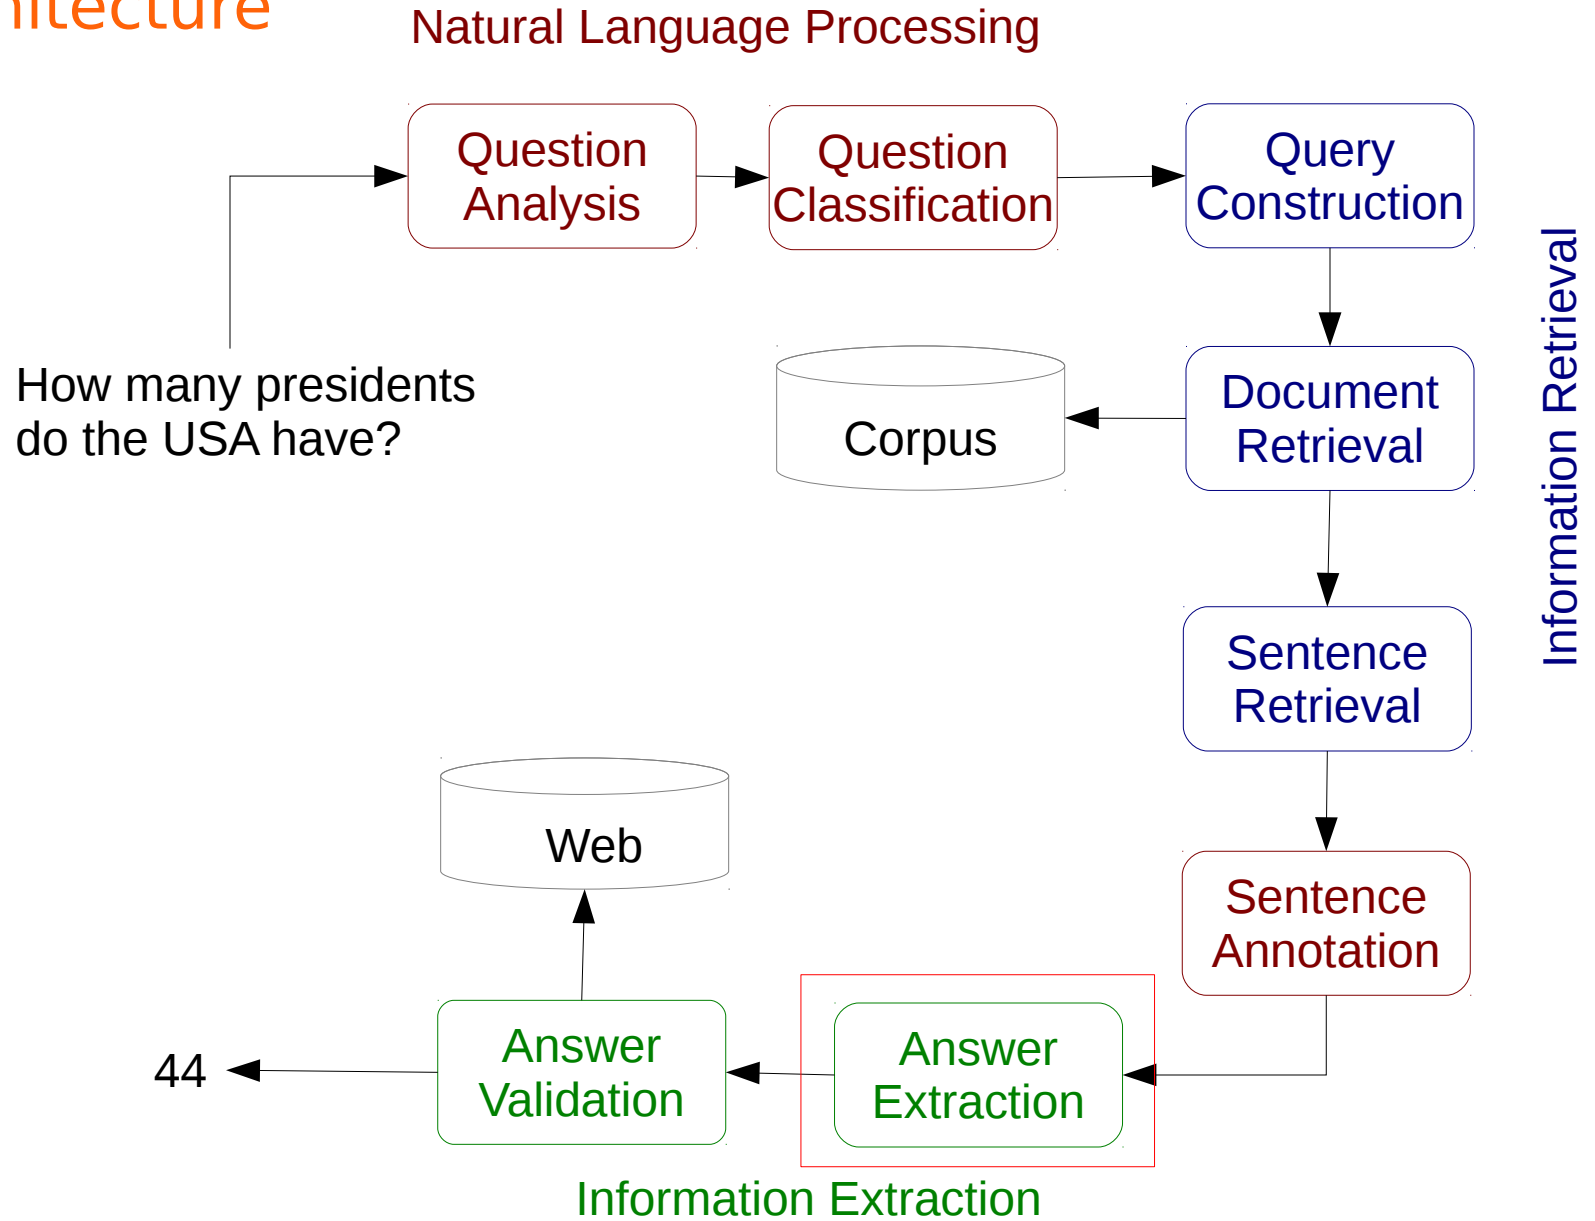 Natural Language Processing
Question
Analysis
Question
Classification
Query
Construction
How many presidents
do the USA have?
Corpus
Document
Retrieval
Information Retrieval
Sentence
Retrieval
Web
Sentence
Annotation
44
Answer
Validation
Answer
Extraction
Information Extraction